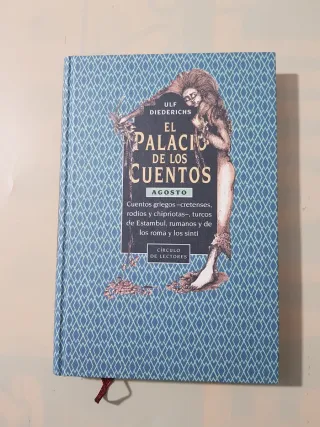 ULF
DIEDERICHS
EL
PALACIO
DE LOS
CUENTOS
AGOSTO
Cuentos griegos –cretenses,
rodios y chipriotas–, turcos
de Estambul, rumanos y de
los roma y los sinti
CÍRCULO
DE LECTORES